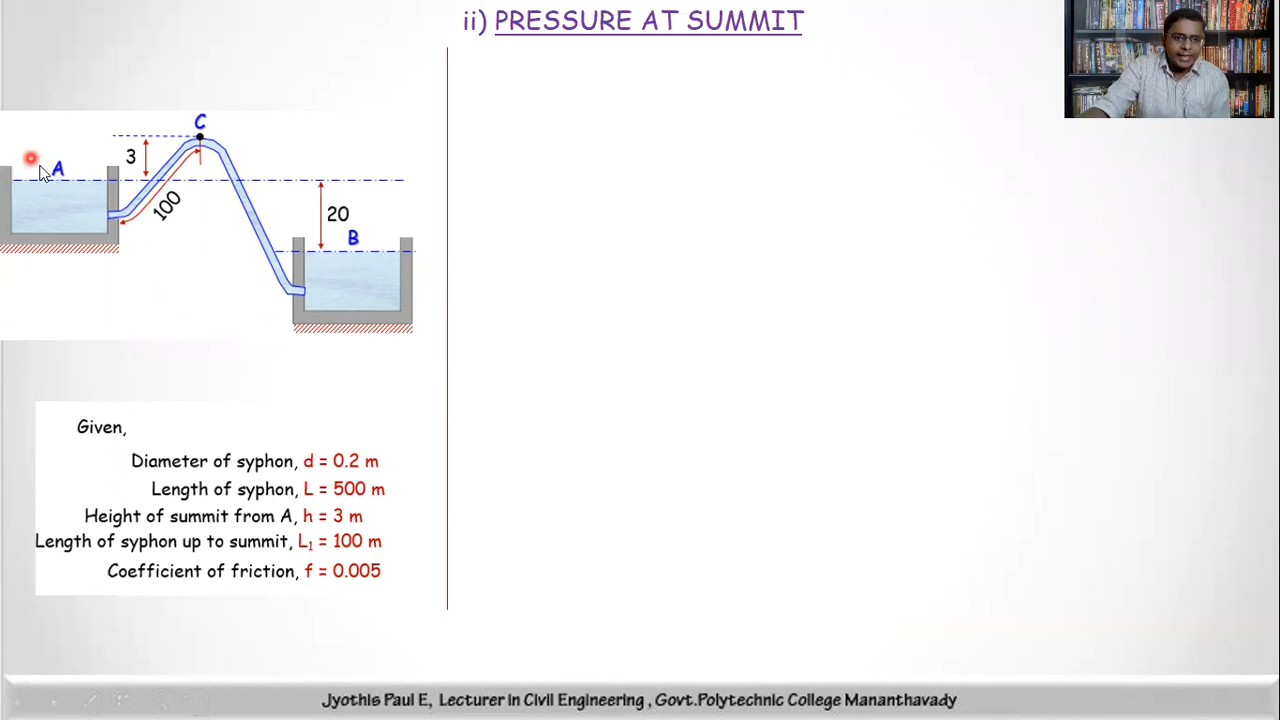 ii) PRESSURE AT SUMMIT
C
3
A
100
20
B
Given,
Diameter of syphon, d = 0.2 m
Length of syphon, L = 500 m
Height of summit from A, h = 3 m
Length of syphon up to summit, L₁ = 100 m
Coefficient of friction, f = 0.005
Jyothis Paul E, Lecturer in Civil Engineering , Govt.Polytechnic College Mananthavady